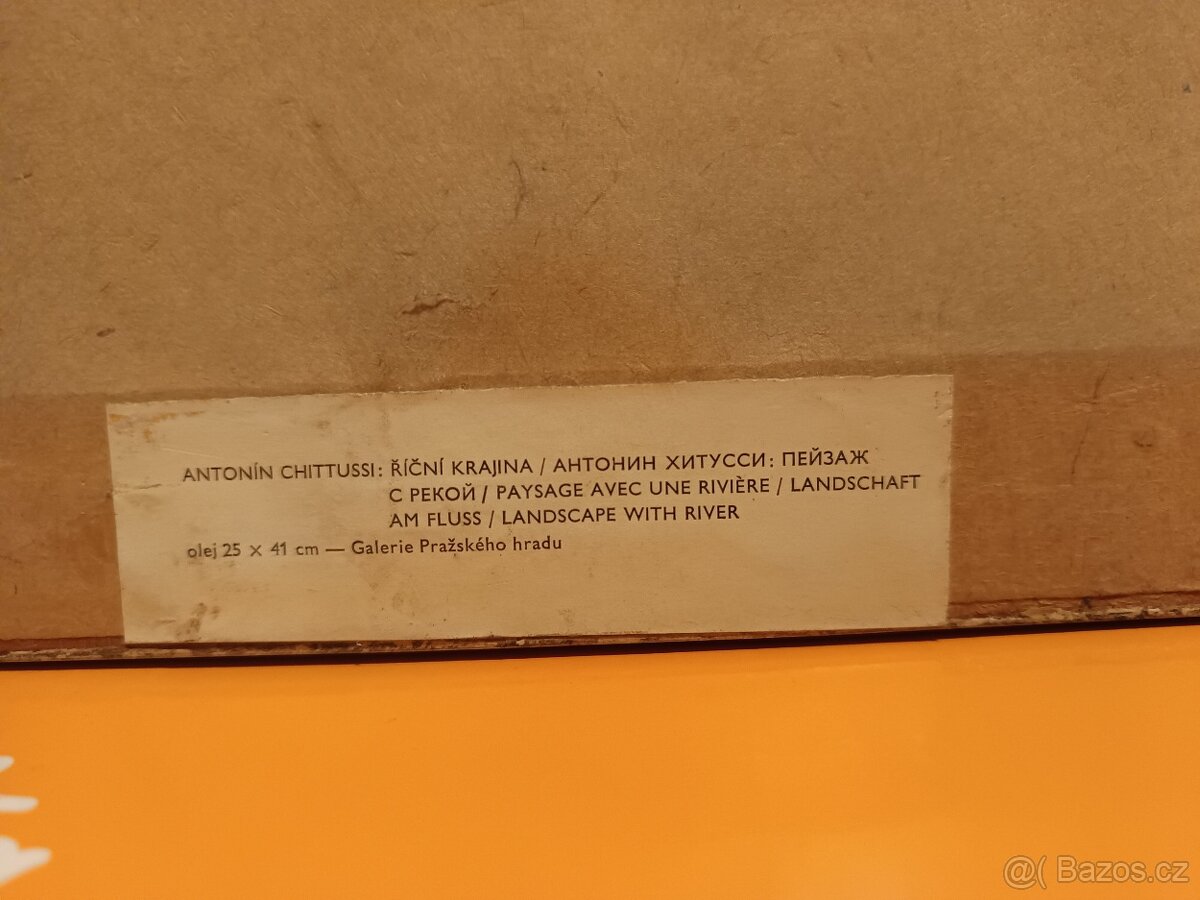 ANTONÍN CHITTUSSI: ŘÍČNÍ KRAJINA / АНТОНИН ХИТУССИ: ПЕЙЗАЖ
С РЕКОЙ / PAYSAGE AVEC UNE RIVIÈRE / LANDSCHAFT
AM FLUSS / LANDSCAPE WITH RIVER
olej 25 × 41 cm — Galerie Pražského hradu
@( Bazos.cz